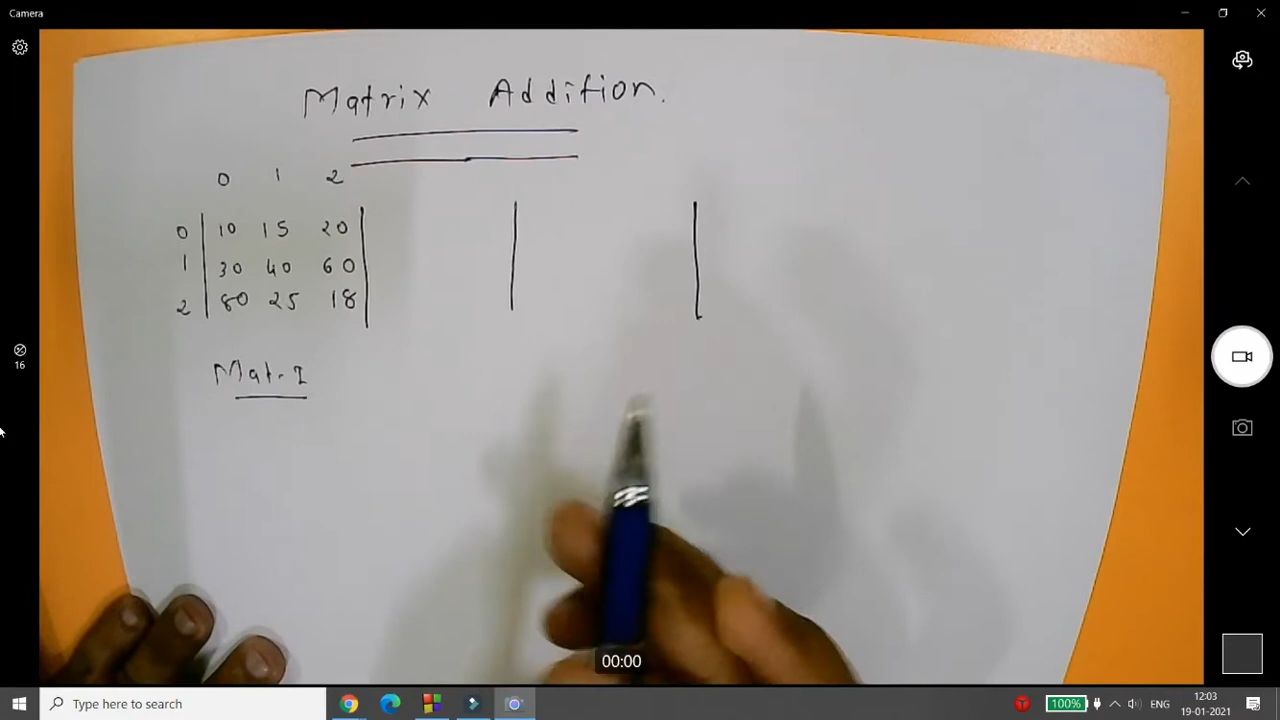 Camera
Matrix Addition.
0 1 2
0 10 15 20
1 30 40 60
2 80 25 18
Mat-1
16
00:00
Type here to search
100%
ENG
12:03
19-01-2021